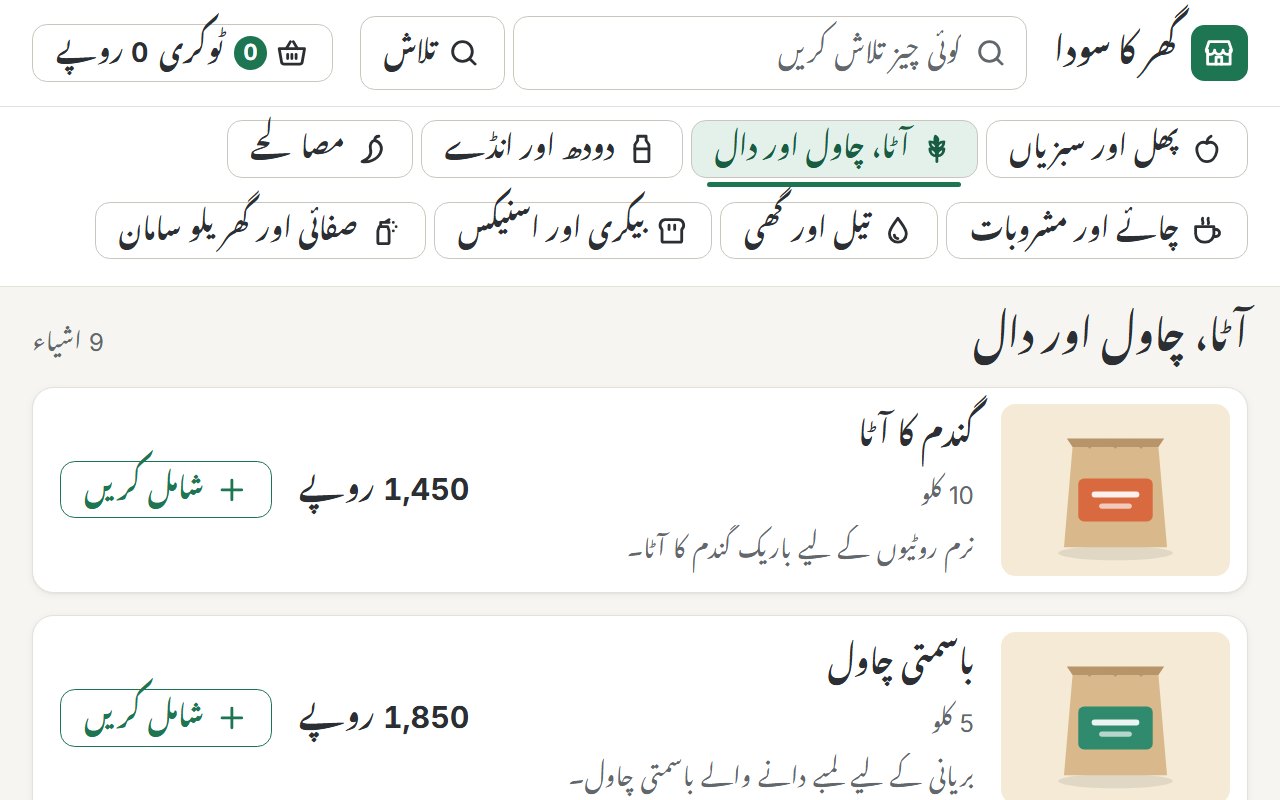 گھر کا سودا
کوئی چیز تلاش کریں
تلاش
0 ٹوکری 0 روپے
پھل اور سبزیاں
آٹا، چاول اور دال
دودھ اور انڈے
مصالحے
چائے اور مشروبات
تیل اور گھی
بیکری اور اسنیکس
صفائی اور گھریلو سامان
آٹا، چاول اور دال
9 اشیاء
گندم کا آٹا
10 کلو
نرم روٹیوں کے لیے باریک گندم کا آٹا۔
1,450 روپے
شامل کریں
باسمتی چاول
5 کلو
بریانی کے لیے لمبے دانے والے باسمتی چاول۔
1,850 روپے
شامل کریں